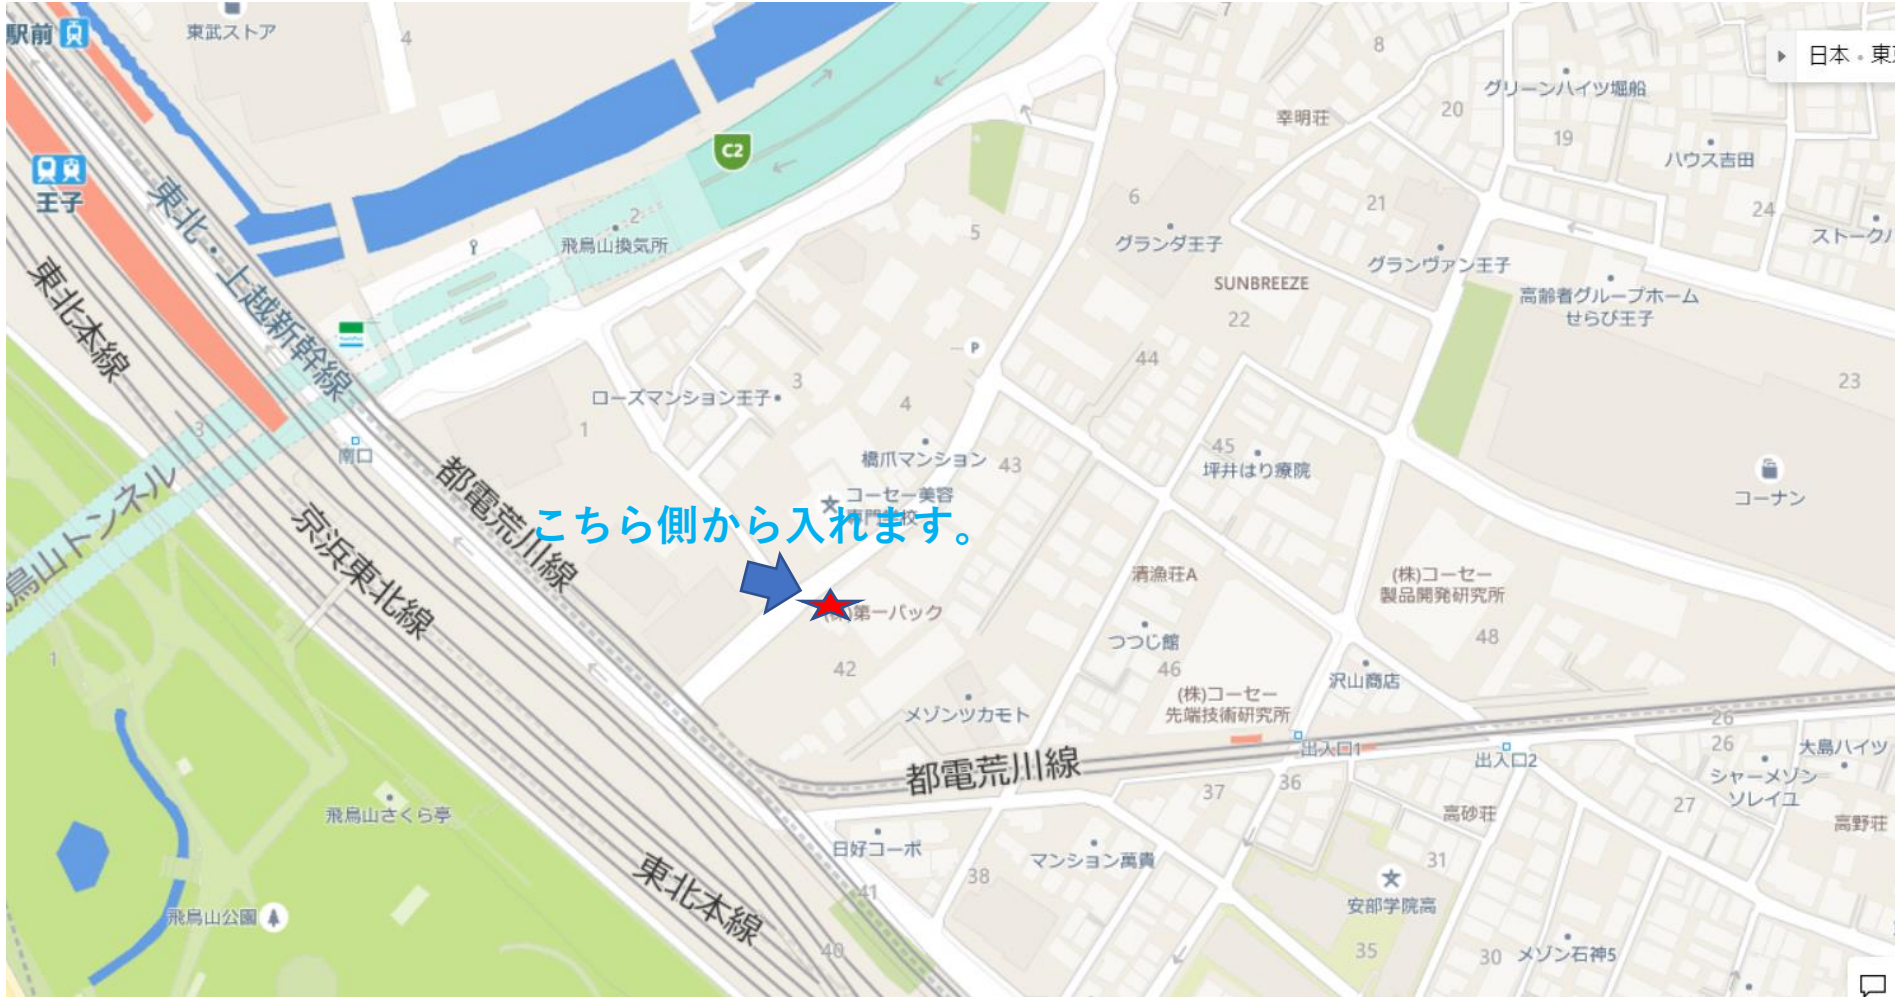 駅前
東武ストア
4
7
8
日本・東京
グリーンハイツ堀船
20
19
幸明荘
ハウス吉田
C2
王子
東北・上越新幹線
2
飛鳥山換気所
5
6
グランダ王子
21
24
グランヴァン王子
SUNBREEZE
22
高齢者グループホーム
せらび王子
東北本線
P
44
23
ローズマンション王子
3
4
1
3
南口
橋爪マンション
43
45
坪井はり療院
コーナン
コーセー美容
専門学校
こちら側から入れます。
都電荒川線
京浜東北線
鳥山トンネル
清漁荘A
(株)コーセー
製品開発研究所
(株)第一パック
つつじ館
48
1
42
46
沢山商店
(株)コーセー
先端技術研究所
メゾンツカモト
26
出入口1
出入口2
26
大島ハイツ
都電荒川線
37
36
シャーメゾン
ソレイユ
27
飛鳥山さくら亭
高砂荘
高野荘
日好コーポ
マンション萬貴
31
38
41
東北本線
安部学院高
飛鳥山公園
40
35
30
メゾン石神5